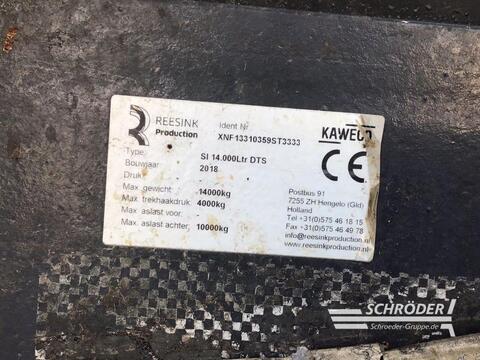 REESINK
Production
Ident Nr
XNF13310359ST3333
KAWECO
Type: SI 14.000Ltr DTS
Bouwjaar: 2018
Druk:
Max. gewicht: 14000kg
Max. trekhaakdruk: 4000kg
Max. aslast voor:
Max. aslast achter: 10000kg
CE
Postbus 91
7255 ZH Hengelo (Gld)
Holland
Tel +31(0)575 46 18 15
Fax +31(0)575 46 49 78
info@reesinkproduction.nl
www.reesinkproduction.nl
SCHRÖDER
Schroeder-Gruppe.de